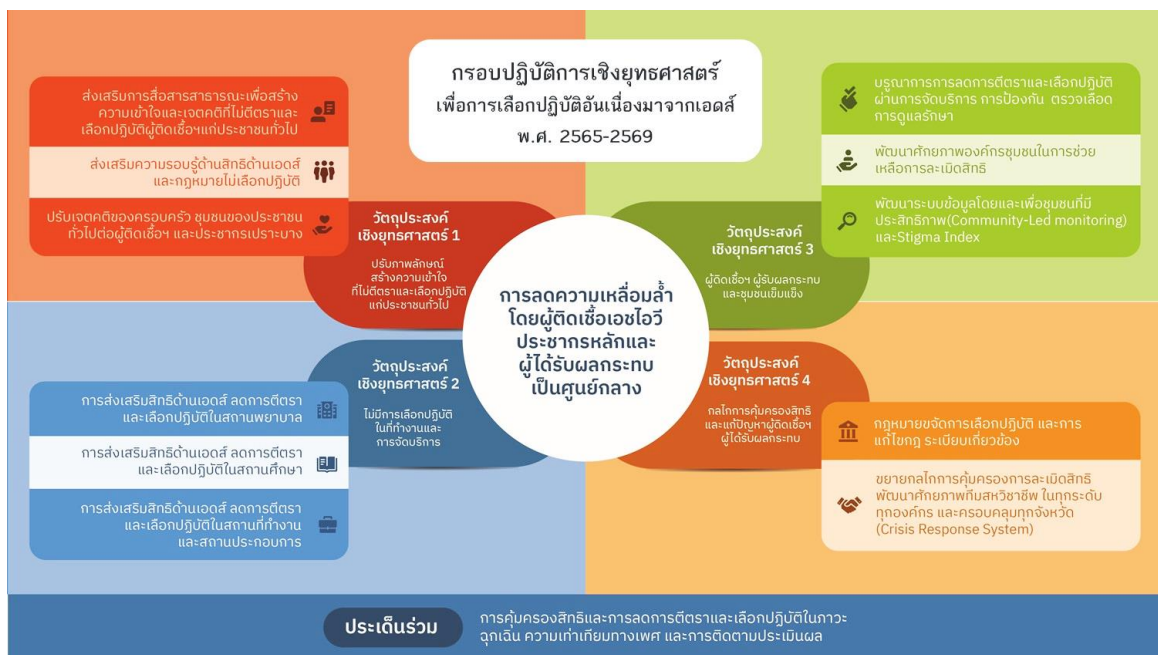 กรอบปฏิบัติการเชิงยุทธศาสตร์
เพื่อการเลือกปฏิบัติอันเนื่องมาจากเอดส์
พ.ศ. 2565-2569
ส่งเสริมการสื่อสารสาธารณะเพื่อสร้าง
ความเข้าใจและเจตคติที่ไม่ตีตราและ
เลือกปฏิบัติผู้ติดเชื้อฯแก่ประชาชนทั่วไป
ส่งเสริมความรอบรู้ด้านสิทธิด้านเอดส์
และกฎหมายไม่เลือกปฏิบัติ
ปรับเจตคติของครอบครัว ชุมชนของประชาชน
ทั่วไปต่อผู้ติดเชื้อฯ และประชากรเปราะบาง
วัตถุประสงค์
เชิงยุทธศาสตร์ 1
ปรับภาพลักษณ์
สร้างความเข้าใจ
ที่ไม่ตีตราและเลือกปฏิบัติ
แก่ประชาชนทั่วไป
บรูณาการการลดการตีตราและเลือกปฏิบัติ
ผ่านการจัดบริการ การป้องกัน ตรวจเลือด
การดูแลรักษา
พัฒนาศักยภาพองค์กรชุมชนในการช่วย
เหลือการละเมิดสิทธิ
พัฒนาระบบข้อมูลโดยและเพื่อชุมชนที่มี
ประสิทธิภาพ(Community-Led monitoring)
และStigma Index
วัตถุประสงค์
เชิงยุทธศาสตร์ 3
ผู้ติดเชื้อฯ ผู้รับผลกระทบ
และชุมชนเข้มแข็ง
การลดความเหลื่อมล้ำ
โดยผู้ติดเชื้อเอชไอวี
ประชากรหลักและ
ผู้ได้รับผลกระทบ
เป็นศูนย์กลาง
วัตถุประสงค์
เชิงยุทธศาสตร์ 2
ไม่มีการเลือกปฏิบัติ
ในที่ทำงานและ
การจัดบริการ
การส่งเสริมสิทธิด้านเอดส์ ลดการตีตรา
และเลือกปฏิบัติในสถานพยาบาล
การส่งเสริมสิทธิด้านเอดส์ ลดการตีตรา
และเลือกปฏิบัติในสถานศึกษา
การส่งเสริมสิทธิด้านเอดส์ ลดการตีตรา
และเลือกปฏิบัติในสถานที่ทำงาน
และสถานประกอบการ
วัตถุประสงค์
เชิงยุทธศาสตร์ 4
กลไกการคุ้มครองสิทธิ
และแก้ปัญหาผู้ติดเชื้อฯ
ผู้ได้รับผลกระทบ
กฎหมายขจัดการเลือกปฏิบัติ และการ
แก้ไขกฎ ระเบียบเกี่ยวข้อง
ขยายกลไกการคุ้มครองการละเมิดสิทธิ
พัฒนาศักยภาพทีมสหวิชาชีพ ในทุกระดับ
ทุกองค์กร และครอบคลุมทุกจังหวัด
(Crisis Response System)
ประเด็นร่วม
การคุ้มครองสิทธิและการลดการตีตราและเลือกปฏิบัติในภาวะ
ฉุกเฉิน ความเท่าเทียมทางเพศ และการติดตามประเมินผล